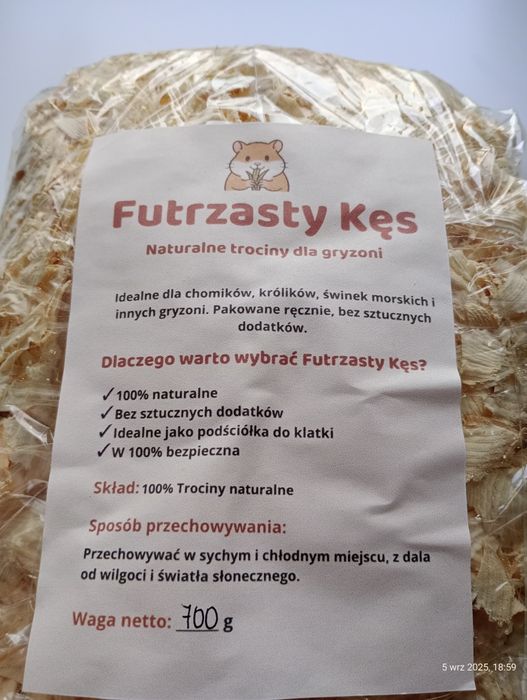 Futrzasty Kęs
Naturalne trociny dla gryzoni
Idealne dla chomików, królików, świnek morskich i
innych gryzoni. Pakowane ręcznie, bez sztucznych
dodatków.
Dlaczego warto wybrać Futrzasty Kęs?
✓100% naturalne
✓Bez sztucznych dodatków
✓Idealne jako podściółka do klatki
✓W 100% bezpieczna
Skład: 100% Trociny naturalne
Sposób przechowywania:
Przechowywać w sychym i chłodnym miejscu, z dala
od wilgoci i światła słonecznego.
Waga netto: 700 g
5 wrz 2025, 18:59